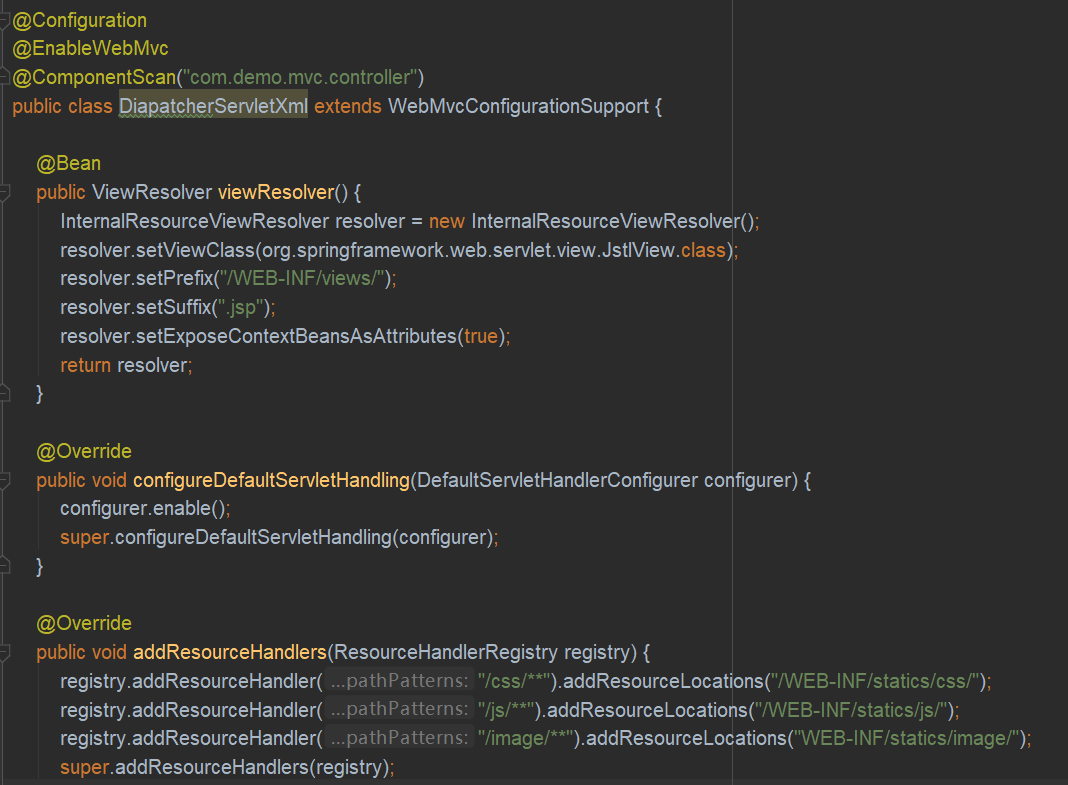 @Configuration
@EnableWebMvc
@ComponentScan("com.demo.mvc.controller")
public class DiapatcherServletXml extends WebMvcConfigurationSupport {
@Bean
public ViewResolver viewResolver() {
InternalResourceViewResolver resolver = new InternalResourceViewResolver();
resolver.setViewClass(org.springframework.web.servlet.view.JstlView.class);
resolver.setPrefix("/WEB-INF/views/");
resolver.setSuffix(".jsp");
resolver.setExposeContextBeansAsAttributes(true);
return resolver;
}
@Override
public void configureDefaultServletHandling(DefaultServletHandlerConfigurer configurer) {
configurer.enable();
super.configureDefaultServletHandling(configurer);
}
@Override
public void addResourceHandlers(ResourceHandlerRegistry registry) {
registry.addResourceHandler( ...pathPatterns: "/css/**").addResourceLocations("/WEB-INF/statics/css/");
registry.addResourceHandler( ...pathPatterns: "/js/**").addResourceLocations("/WEB-INF/statics/js/");
registry.addResourceHandler( ...pathPatterns: "/image/**").addResourceLocations("WEB-INF/statics/image/");
super.addResourceHandlers(registry);